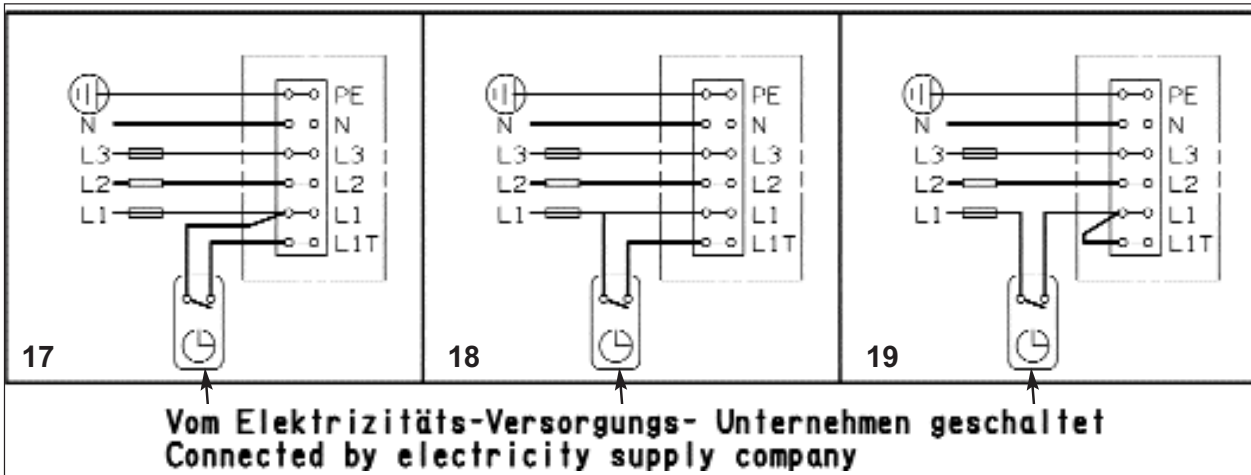 PE PE PE
N N N N N N
L3 L3 L3 L3 L3 L3
L2 L2 L2 L2 L2 L2
L1 L1 L1 L1 L1 L1
L1T L1T L1T
17 18 19
Vom Elektrizitäts-Versorgungs- Unternehmen geschaltet
Connected by electricity supply company